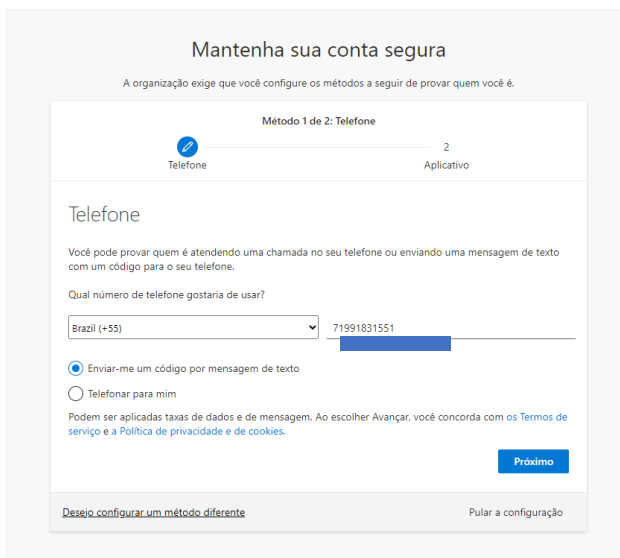 Mantenha sua conta segura
A organização exige que você configure os métodos a seguir de provar quem você é.
Método 1 de 2: Telefone
2
Telefone
Aplicativo
Telefone
Você pode provar quem é atendendo uma chamada no seu telefone ou enviando uma mensagem de texto
com um código para o seu telefone.
Qual número de telefone gostaria de usar?
Brazil (+55)
71991831551
Enviar-me um código por mensagem de texto
Telefonar para mim
Podem ser aplicadas taxas de dados e de mensagem. Ao escolher Avançar, você concorda com os Termos de
serviço e a Política de privacidade e de cookies.
Próximo
Desejo configurar um método diferente
Pular a configuração